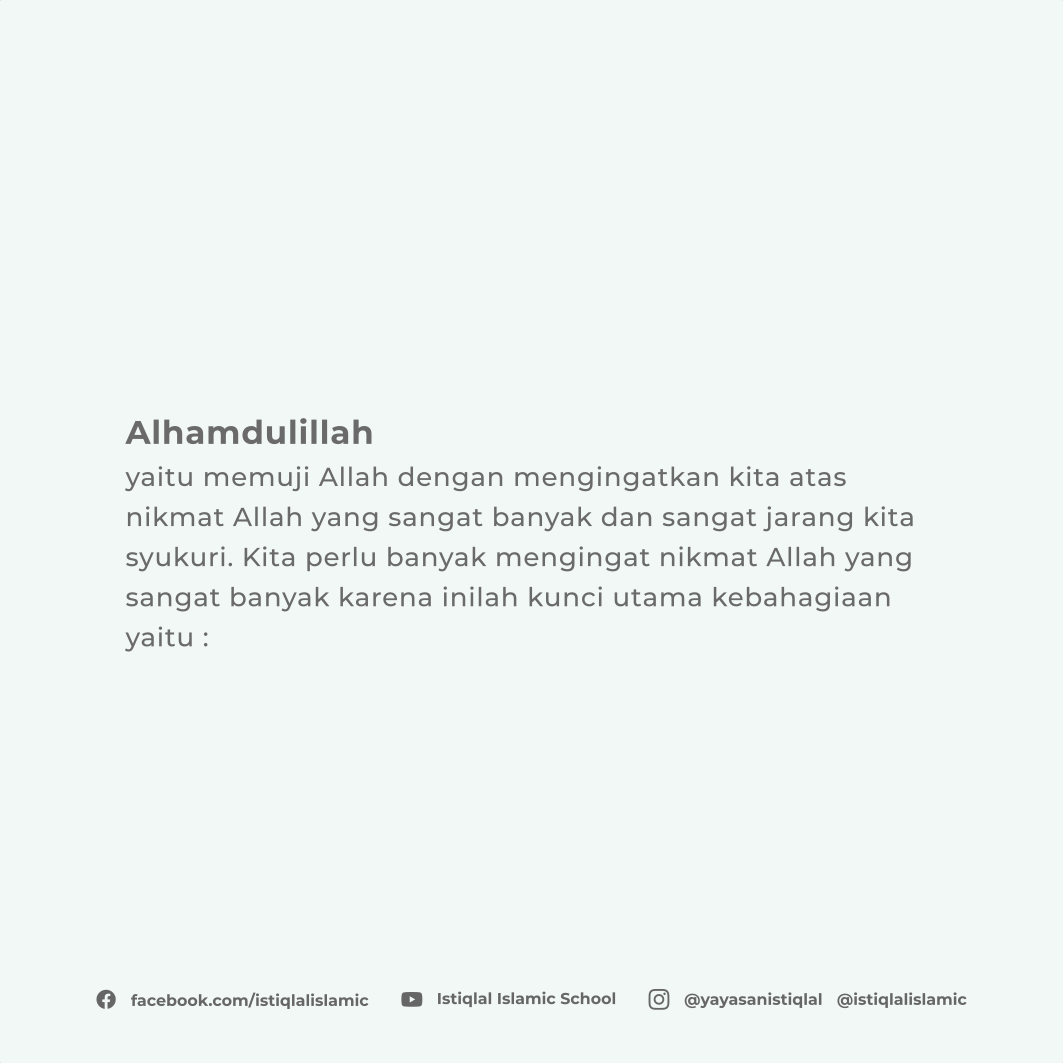 Alhamdulillah
yaitu memuji Allah dengan mengingatkan kita atas
nikmat Allah yang sangat banyak dan sangat jarang kita
syukuri. Kita perlu banyak mengingat nikmat Allah yang
sangat banyak karena inilah kunci utama kebahagiaan
yaitu :
facebook.com/istiqlalislamic Istiqlal Islamic School @yayasanistiqlal @istiqlalislamic